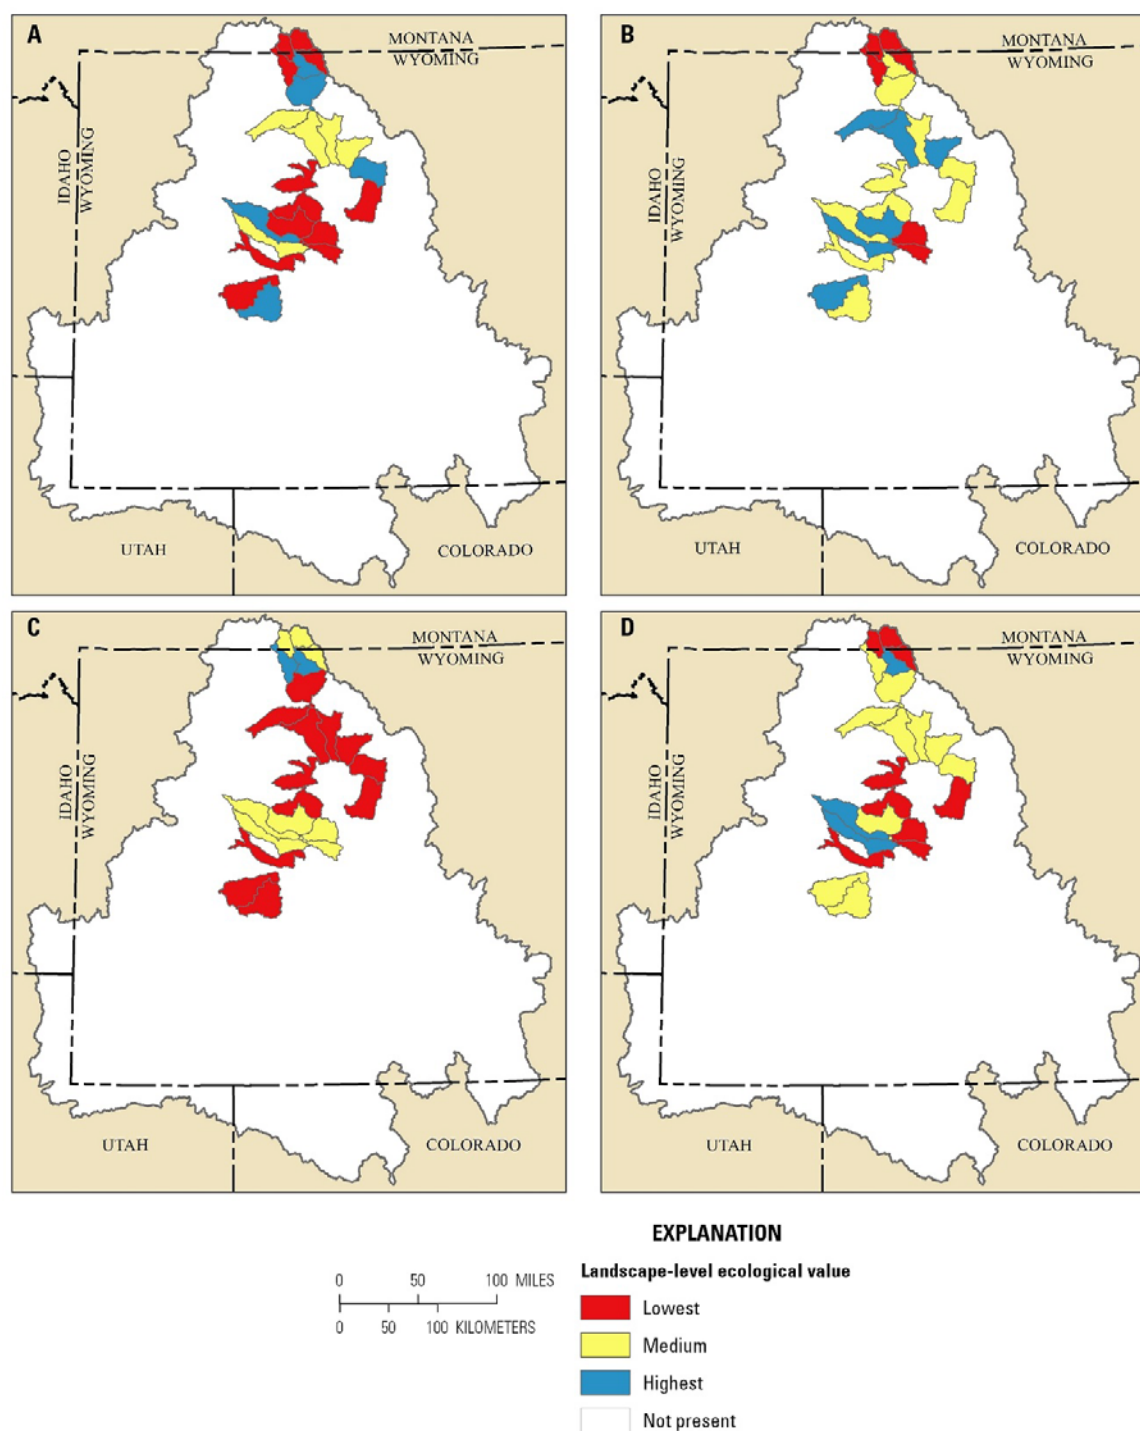 A
MONTANA
WYOMING
IDAHO
WYOMING
UTAH
COLORADO
B
MONTANA
WYOMING
IDAHO
WYOMING
UTAH
COLORADO
C
MONTANA
WYOMING
IDAHO
WYOMING
UTAH
COLORADO
D
MONTANA
WYOMING
IDAHO
WYOMING
UTAH
COLORADO
0 50 100 MILES
0 50 100 KILOMETERS
EXPLANATION
Landscape-level ecological value
Lowest
Medium
Highest
Not present